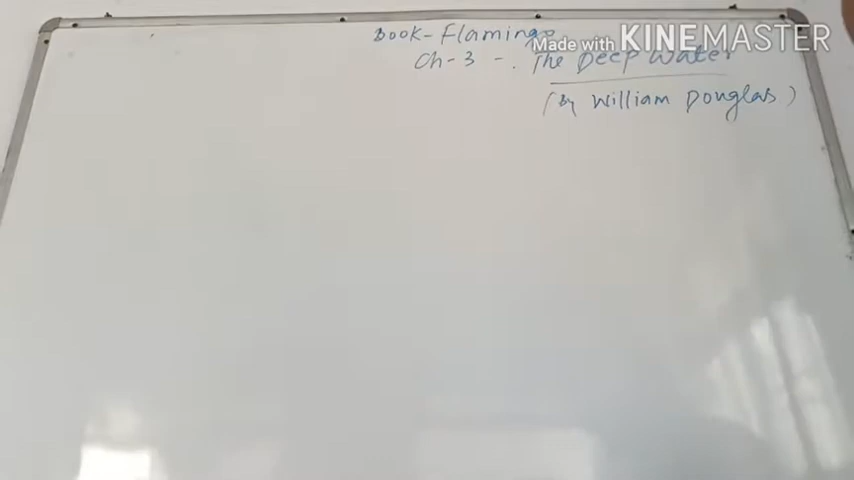 Book- Flamingo
Made with KINEMASTER
Ch-3 - . The Deep Water
(By William Douglas)